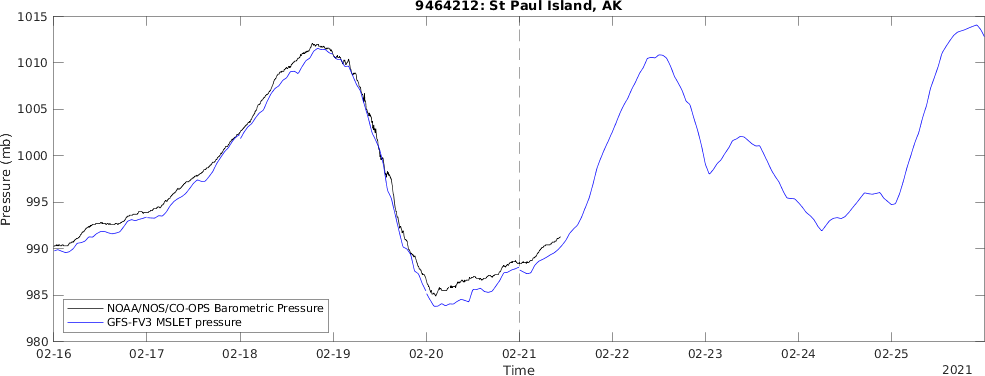 9464212: St Paul Island, AK
1015
1010
1005
1000
995
990
985
980
Pressure (mb)
NOAA/NOS/CO-OPS Barometric Pressure
GFS-FV3 MSLET pressure
02-16 02-17 02-18 02-19 02-20 02-21 02-22 02-23 02-24 02-25
Time
2021